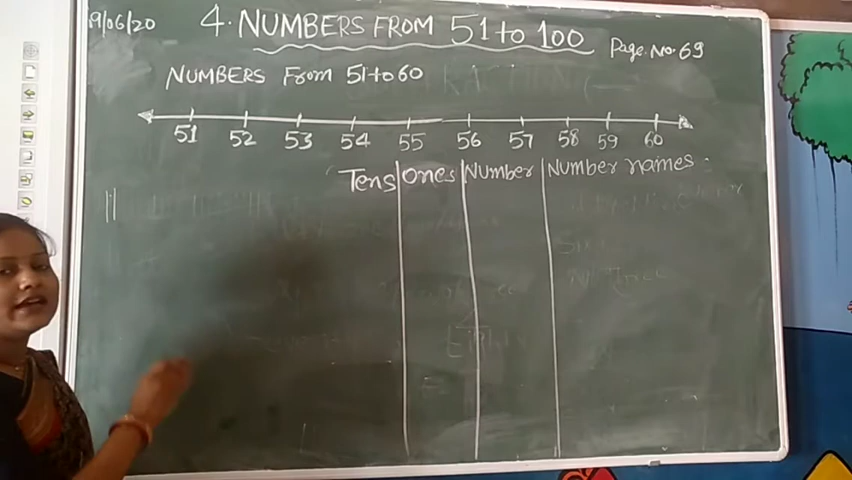 9/06/20
4. NUMBERS FROM 51 to 100
Page. No. 69
NUMBERS From 51 to 60
51 52 53 54 55 56 57 58 59 60
Tens Ones Number Number names